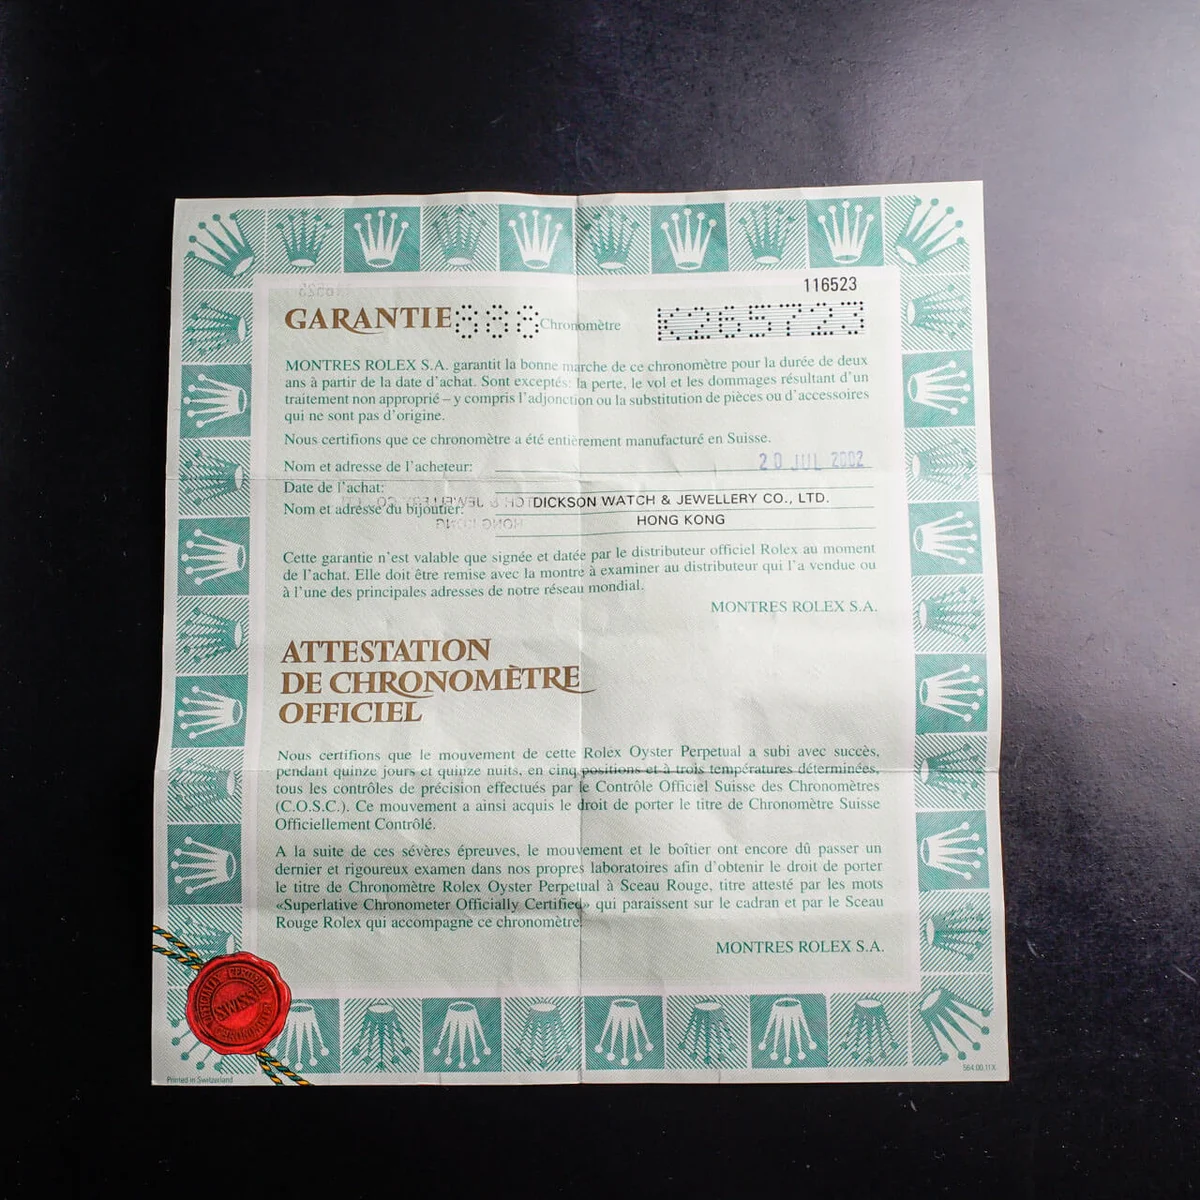 116523
GARANTIE 888 Chronomètre K265723
MONTRES ROLEX S.A. garantit la bonne marche de ce chronomètre pour la durée de deux
ans à partir de la date d'achat. Sont exceptés: la perte, le vol et les dommages résultant d'un
traitement non approprié – y compris l'adjonction ou la substitution de pièces ou d'accessoires
qui ne sont pas d'origine.
Nous certifions que ce chronomètre a été entièrement manufacturé en Suisse.
Nom et adresse de l'acheteur:
20 JUL 2002
Date de l'achat:
Nom et adresse du bijoutier:
DICKSON WATCH & JEWELLERY CO., LTD.
HONG KONG
Cette garantie n'est valable que signée et datée par le distributeur officiel Rolex au moment
de l'achat. Elle doit être remise avec la montre à examiner au distributeur qui l'a vendue ou
à l'une des principales adresses de notre réseau mondial.
MONTRES ROLEX S.A.
ATTESTATION
DE CHRONOMÈTRE
OFFICIEL
Nous certifions que le mouvement de cette Rolex Oyster Perpetual a subi avec succès,
pendant quinze jours et quinze nuits, en cinq positions et à trois températures déterminées,
tous les contrôles de précision effectués par le Contrôle Officiel Suisse des Chronomètres
(C.O.S.C.). Ce mouvement a ainsi acquis le droit de porter le titre de Chronomètre Suisse
Officiellement Contrôlé.
A la suite de ces sévères épreuves, le mouvement et le boîtier ont encore dû passer un
dernier et rigoureux examen dans nos propres laboratoires afin d'obtenir le droit de porter
le titre de Chronomètre Rolex Oyster Perpetual à Sceau Rouge, titre attesté par les mots
«Superlative Chronometer Officially Certified» qui paraissent sur le cadran et par le Sceau
Rouge Rolex qui accompagne ce chronomètre.
MONTRES ROLEX S.A.
OFFICIALLY CERTIFIED
SWISS
CHRONOMETER
Printed in Switzerland
564.00.11X